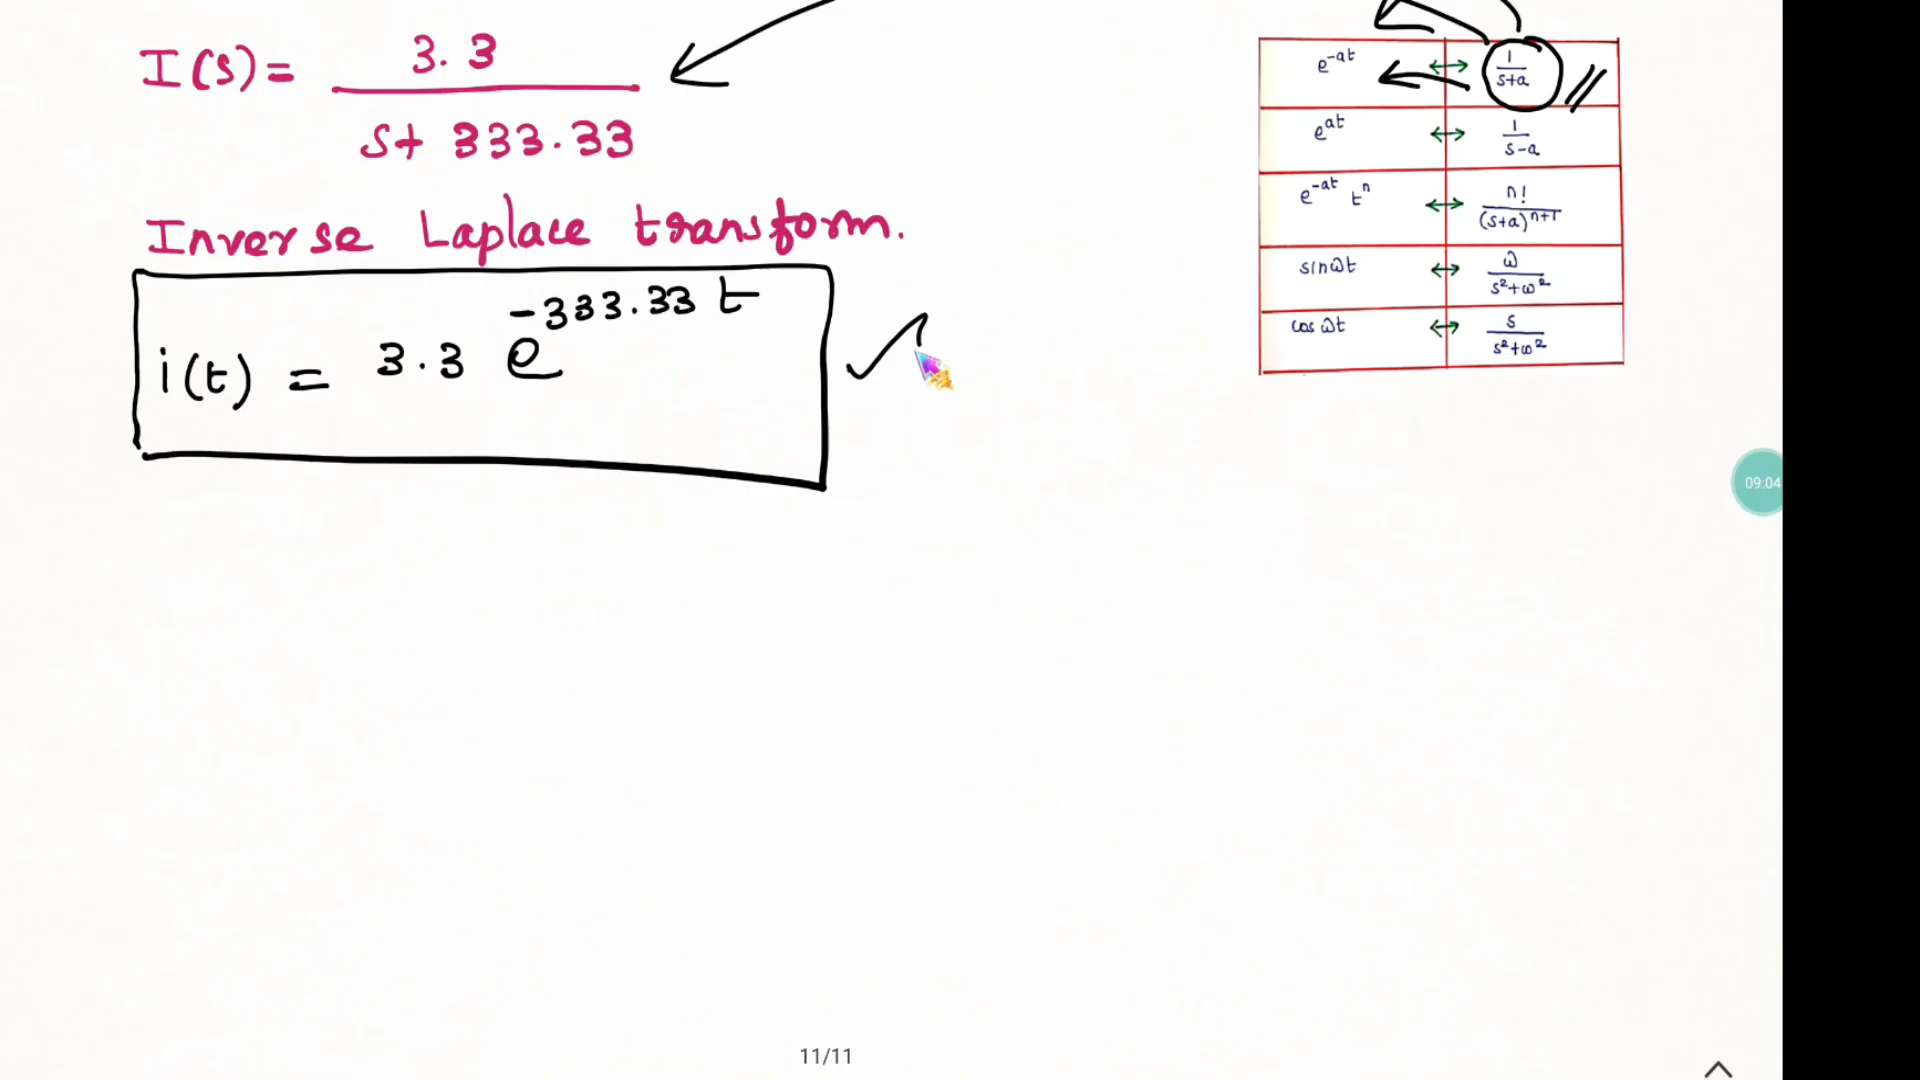 I(s) = 3.3 / s+ 333.33
Inverse Laplace transform.
i(t) = 3.3 e^-333.33 t
e^-at ↔ 1/s+a
e^at ↔ 1/s-a
e^-at t^n ↔ n!/(s+a)^n+1
sinωt ↔ ω/s²+ω²
cos ωt ↔ s/s²+ω²
09:04
11/11